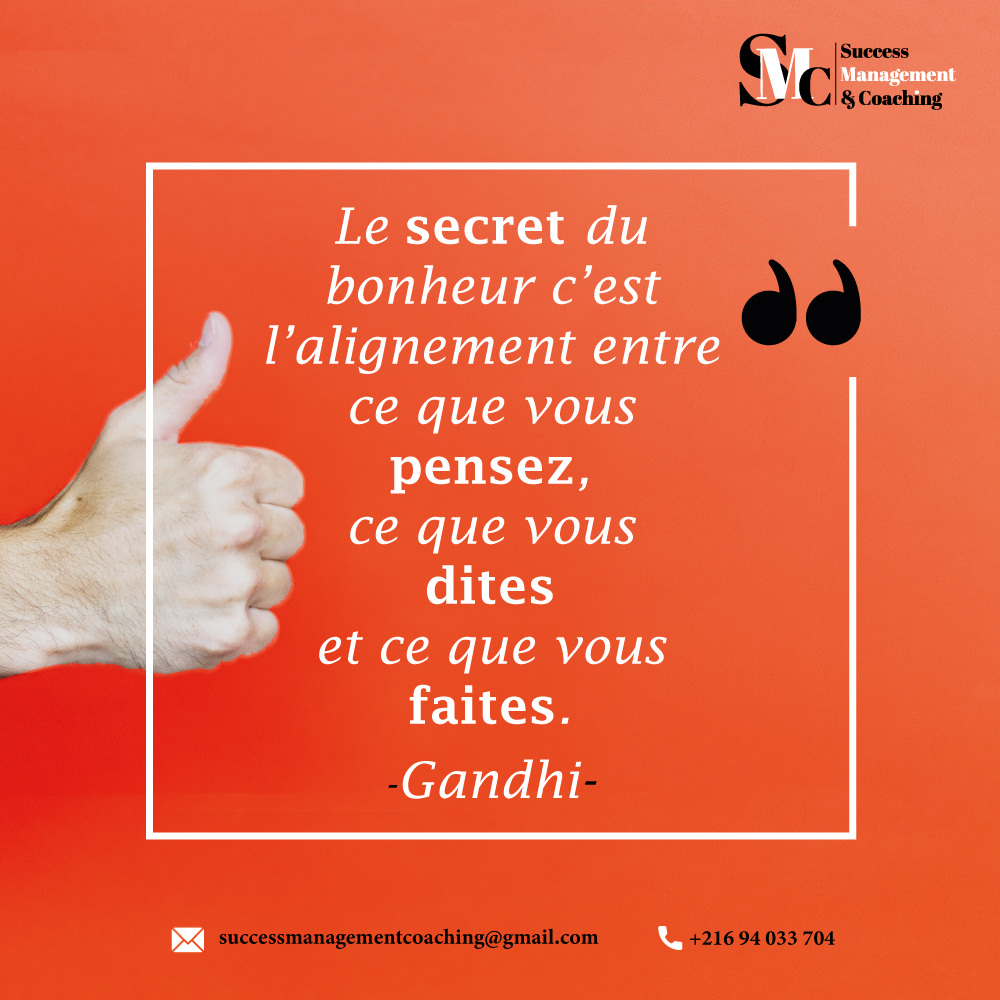 SMC
Success
Management
& Coaching
Le secret du
bonheur c’est
l’alignement entre
ce que vous
pensez,
ce que vous
dites
et ce que vous
faites.
-Gandhi-
successmanagementcoaching@gmail.com
+216 94 033 704